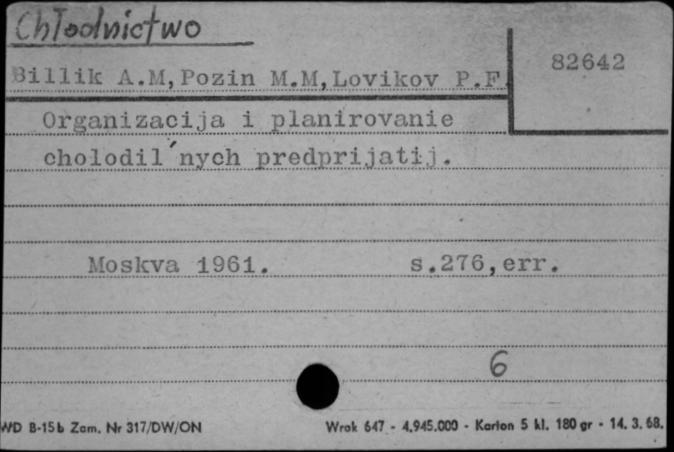 Chłodnictwo
82642
Billik A.M,Pozin M.M,Lovikov P.F.
Organizacija i planirovanie
cholodil´nych predprijatij.
Moskva 1961. s.276,err.
6
WD B-15b Zam. Nr 317/DW/ON Wrok 647 - 4.945.000 - Karton 5 kl. 180 gr - 14. 3. 68.